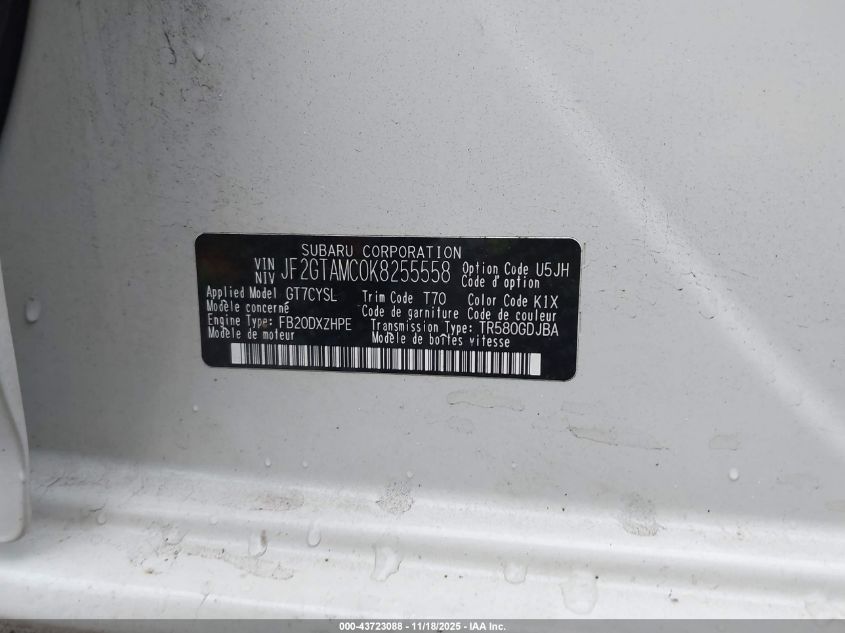 SUBARU CORPORATION
VIN NIV JF2GTAMC0K8255558 Option Code U5JH
Code d'option
Applied Model GT7CYSL Trim Code T70 Color Code K1X
Modèle concerné Code de garniture Code de couleur
Engine Type: FB20DXZHPE Transmission Type: TR580GDJBA
Modèle de moteur Modèle de boîtes vitesse
000-43723088 - 11/18/2025 - IAA Inc.